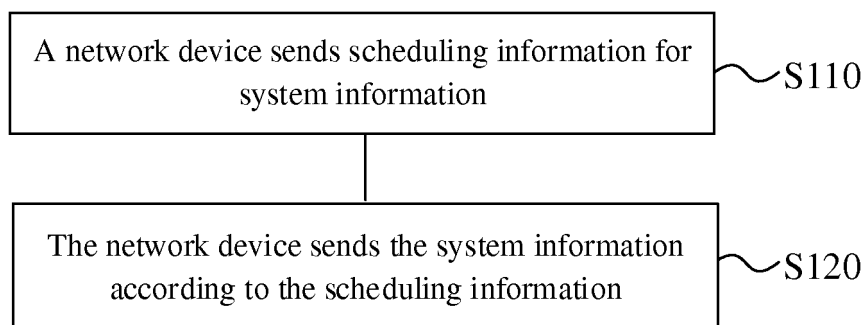 A network device sends scheduling information for
system information
S110
The network device sends the system information
according to the scheduling information
S120